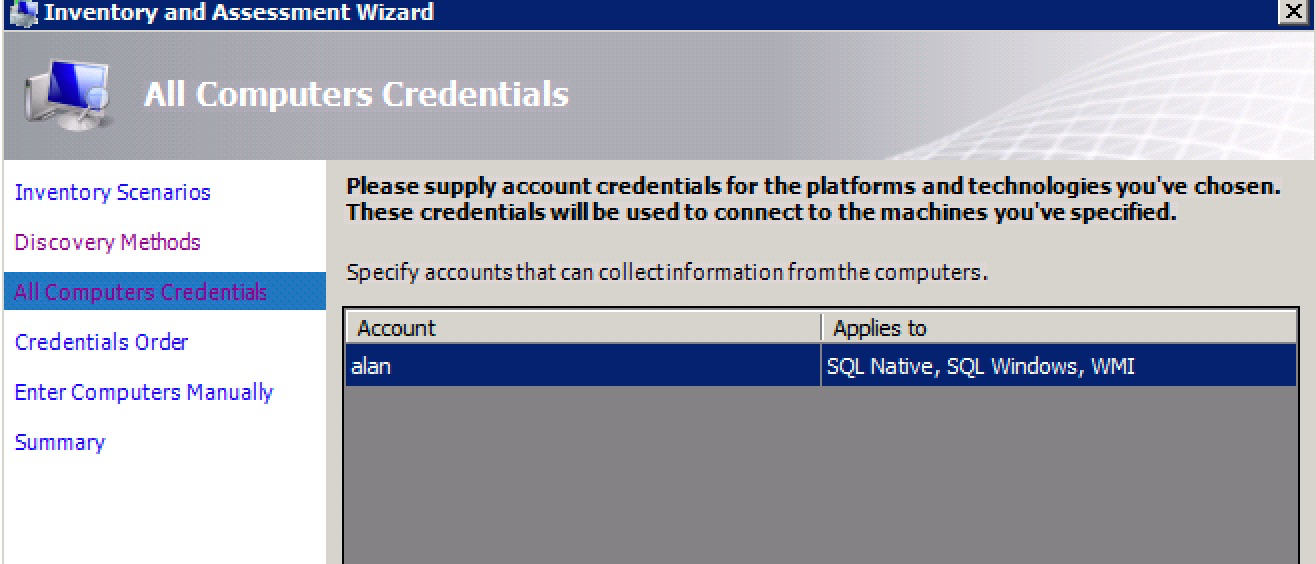 Inventory and Assessment Wizard
All Computers Credentials
Inventory Scenarios
Discovery Methods
All Computers Credentials
Credentials Order
Enter Computers Manually
Summary
Please supply account credentials for the platforms and technologies you've chosen.
These credentials will be used to connect to the machines you've specified.
Specify accounts that can collect information from the computers.
Account Applies to
alan SQL Native, SQL Windows, WMI